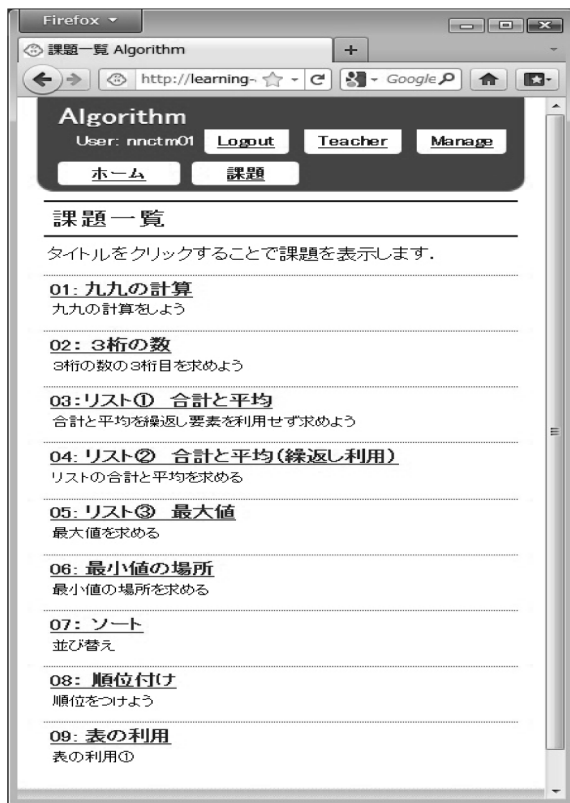 Firefox
課題一覧 Algorithm
http://learning-
Google
Algorithm
User: nnctm01 Logout Teacher Manage
ホーム 課題
課題一覧
タイトルをクリックすることで課題を表示します.
01: 九九の計算
九九の計算をしよう
02: 3桁の数
3桁の数の3桁目を求めよう
03:リスト① 合計と平均
合計と平均を繰返し要素を利用せず求めよう
04: リスト② 合計と平均(繰返し利用)
リストの合計と平均を求める
05: リスト③ 最大値
最大値を求める
06: 最小値の場所
最小値の場所を求める
07: ソート
並び替え
08: 順位付け
順位をつけよう
09: 表の利用
表の利用①